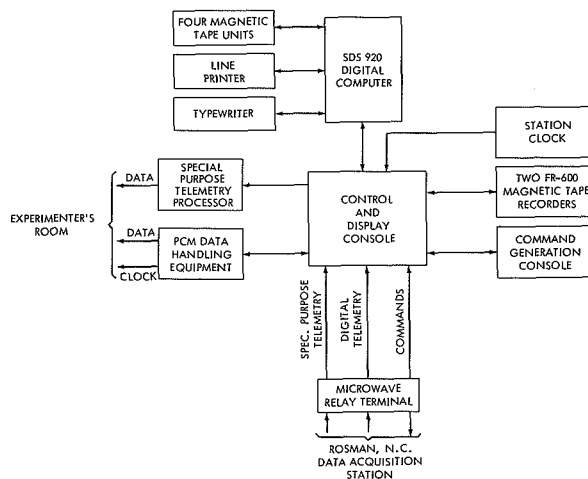 FOUR MAGNETIC
TAPE UNITS
LINE
PRINTER
TYPEWRITER
SDS 920
DIGITAL
COMPUTER
STATION
CLOCK
SPECIAL
PURPOSE
TELEMETRY
PROCESSOR
DATA
TWO FR-600
MAGNETIC TAPE
RECORDERS
CONTROL
AND
DISPLAY
CONSOLE
EXPERIMENTER'S
ROOM
DATA
CLOCK
PCM DATA
HANDLING
EQUIPMENT
COMMAND
GENERATION
CONSOLE
SPEC. PURPOSE
TELEMETRY
DIGITAL
TELEMETRY
COMMANDS
MICROWAVE
RELAY TERMINAL
ROSMAN, N.C.
DATA ACQUISITION
STATION